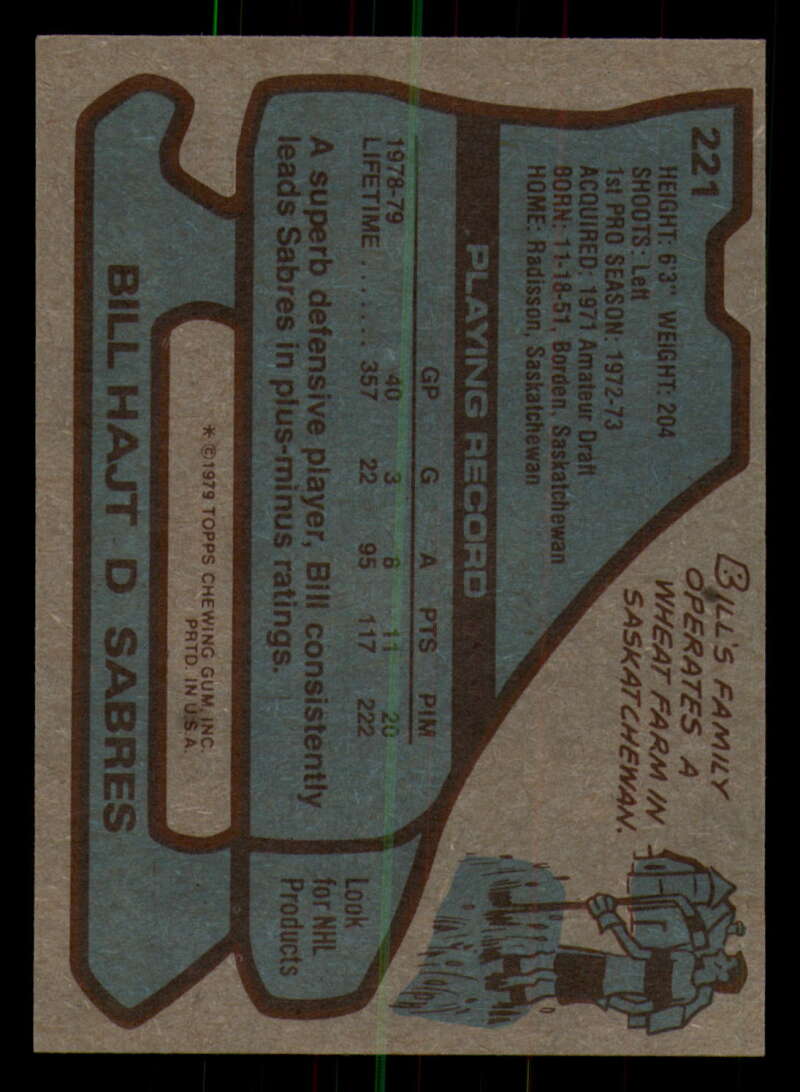 221
HEIGHT: 6'3" WEIGHT: 204
SHOOTS: Left
1st PRO SEASON: 1972-73
ACQUIRED: 1971 Amateur Draft
BORN: 11-18-51, Borden, Saskatchewan
HOME: Radisson, Saskatchewan
BILL'S FAMILY
OPERATES A
WHEAT FARM IN
SASKATCHEWAN.
PLAYING RECORD
GP G A PTS PIM
1978-79 40 3 8 11 20
LIFETIME ....... 357 22 95 117 222
A superb defensive player, Bill consistently
leads Sabres in plus-minus ratings.
Look
for NHL
Products
* ©1979 TOPPS CHEWING GUM, INC.
PRTD. IN U.S.A.
BILL HAJT D SABRES